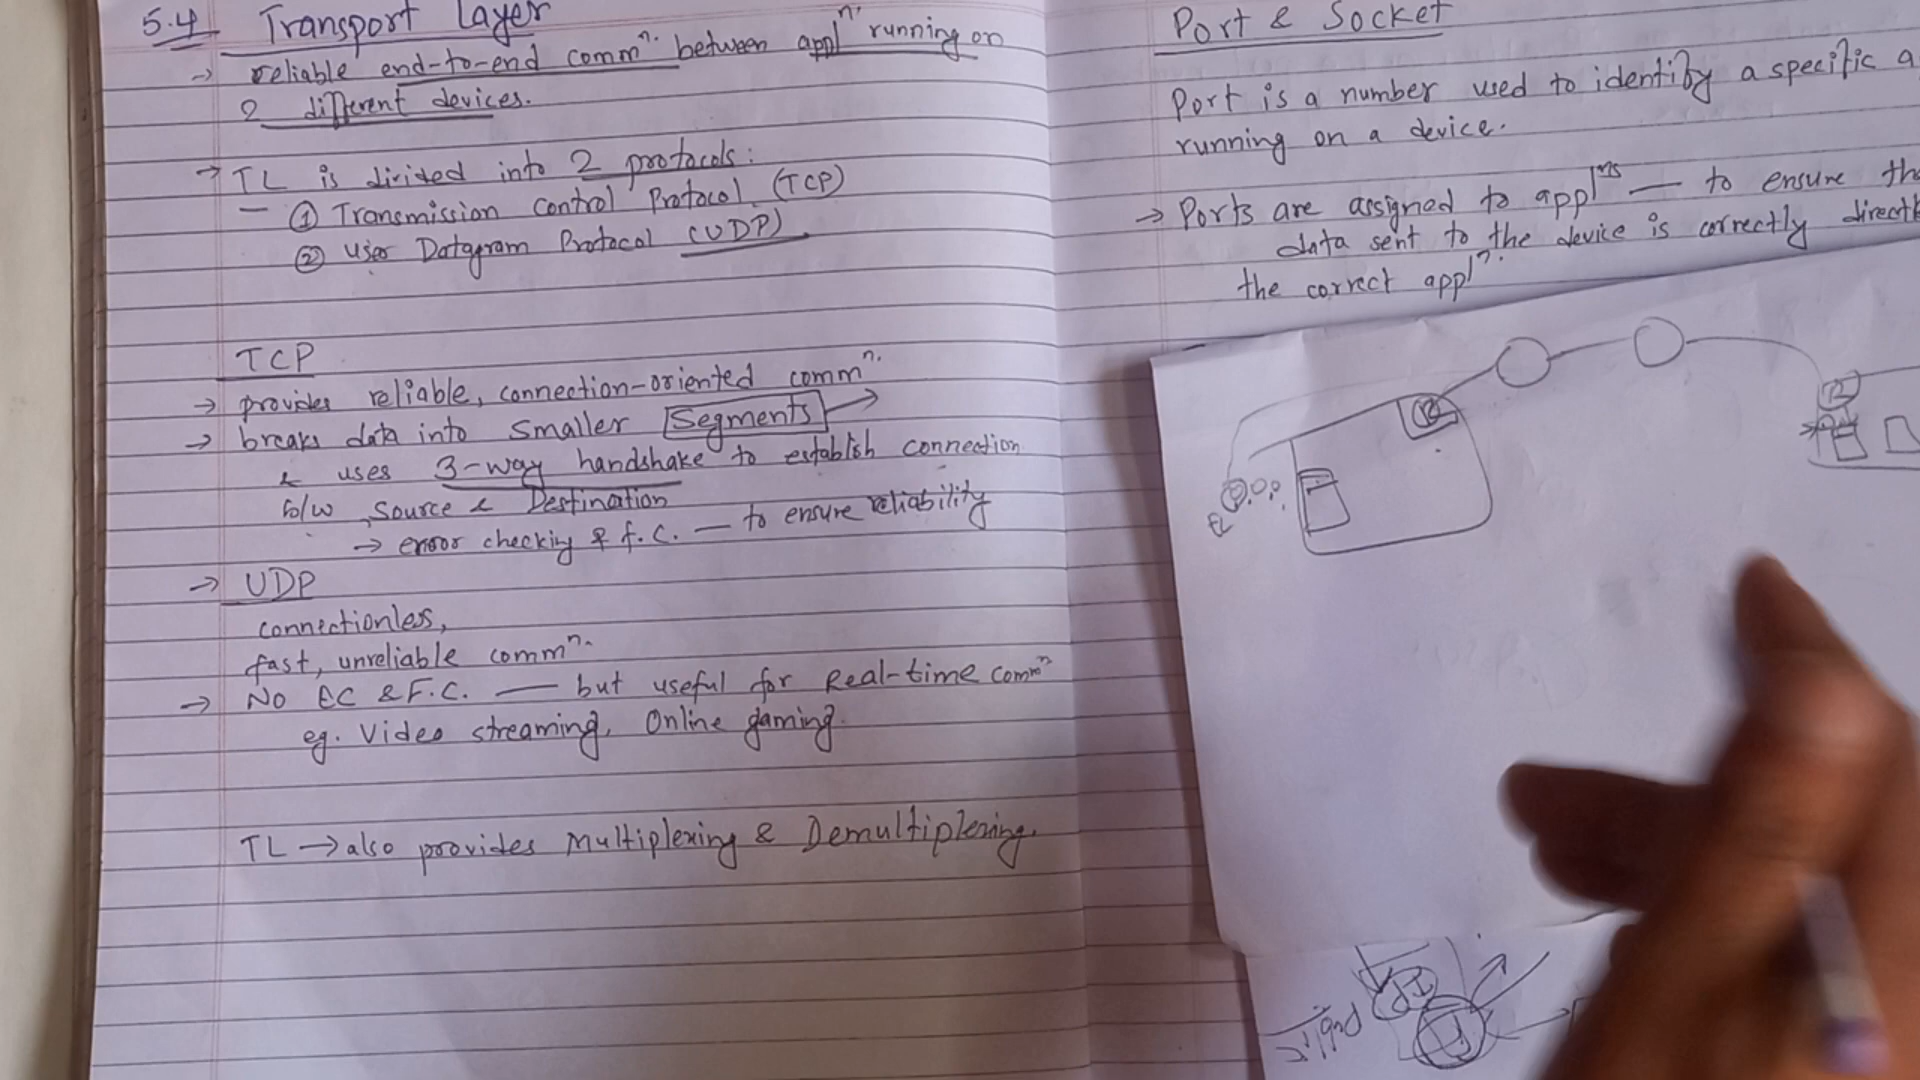 5.4 Transport Layer
→ reliable end-to-end commⁿ. between applⁿ. running on
2 different devices.
→ TL is divided into 2 protocols:
— ① Transmission Control Protocol (TCP)
② User Datagram Protocol (UDP)
TCP
→ provides reliable, connection-oriented commⁿ.
→ breaks data into smaller Segments →
& uses 3-way handshake to establish connection
b/w Source & Destination
→ error checking & f.C. — to ensure reliability
→ UDP
connectionless,
fast, unreliable commⁿ.
→ No EC & F.C. — but useful for Real-time commⁿ
eg. Video streaming, Online gaming.
TL → also provides Multiplexing & Demultiplexing.
Port & Socket
Port is a number used to identify a specific a
running on a device.
→ Ports are assigned to applⁿˢ — to ensure tha
data sent to the device is correctly direct
the correct applⁿ.
R
R